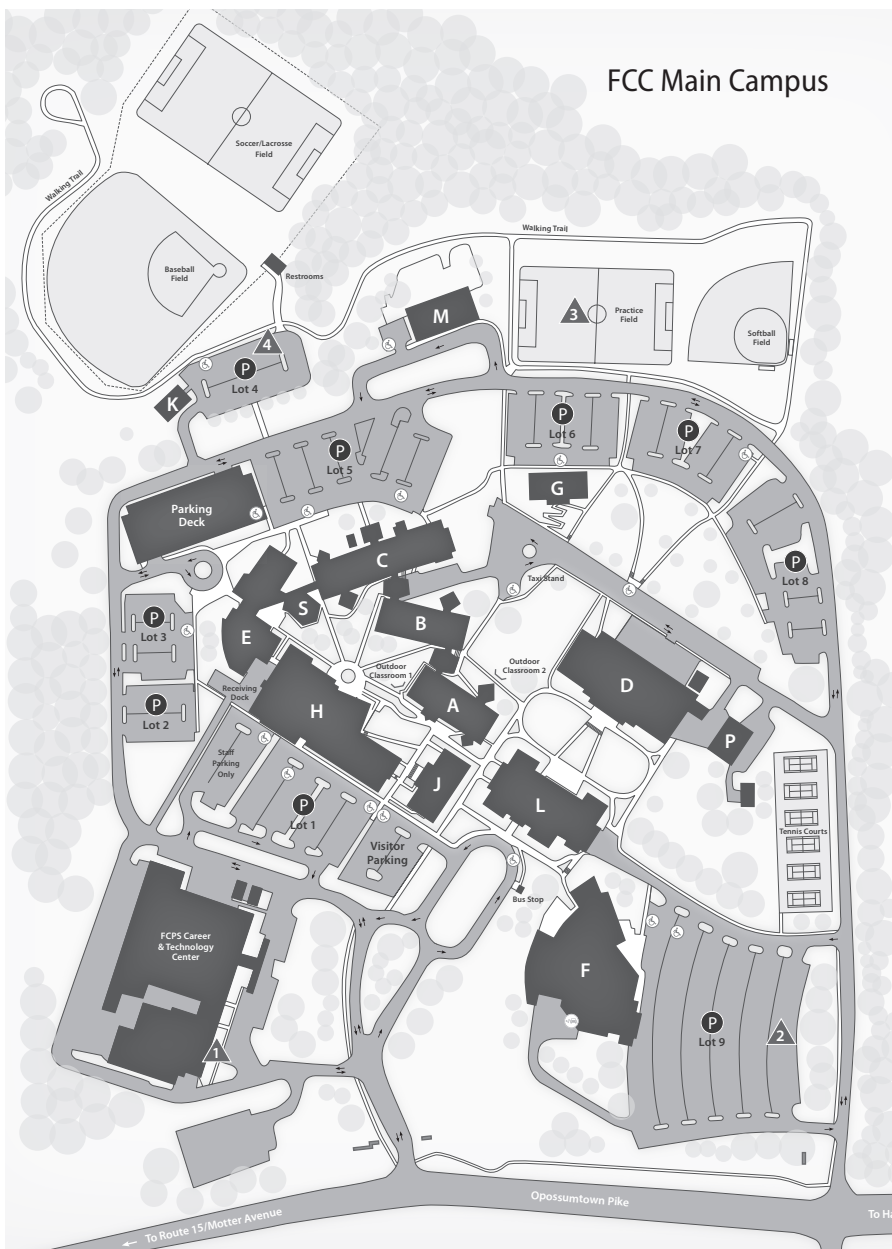 FCC Main Campus
Soccer/Lacrosse
Field
Walking Trail
Walking Trail
Baseball
Field
Restrooms
M
3
Practice
Field
Softball
Field
4
P
Lot 4
K
P
Lot 5
P
Lot 6
P
Lot 7
G
Parking
Deck
C
Taxi Stand
P
Lot 8
S
B
E
P
Lot 3
Outdoor
Classroom 1
Outdoor
Classroom 2
D
Receiving
Dock
H
A
P
Lot 2
P
Staff
Parking
Only
J
L
P
Lot 1
Visitor
Parking
Tennis Courts
Bus Stop
FCPS Career
& Technology
Center
F
P
Lot 9
2
1
Opossumtown Pike
To Route 15/Motter Avenue